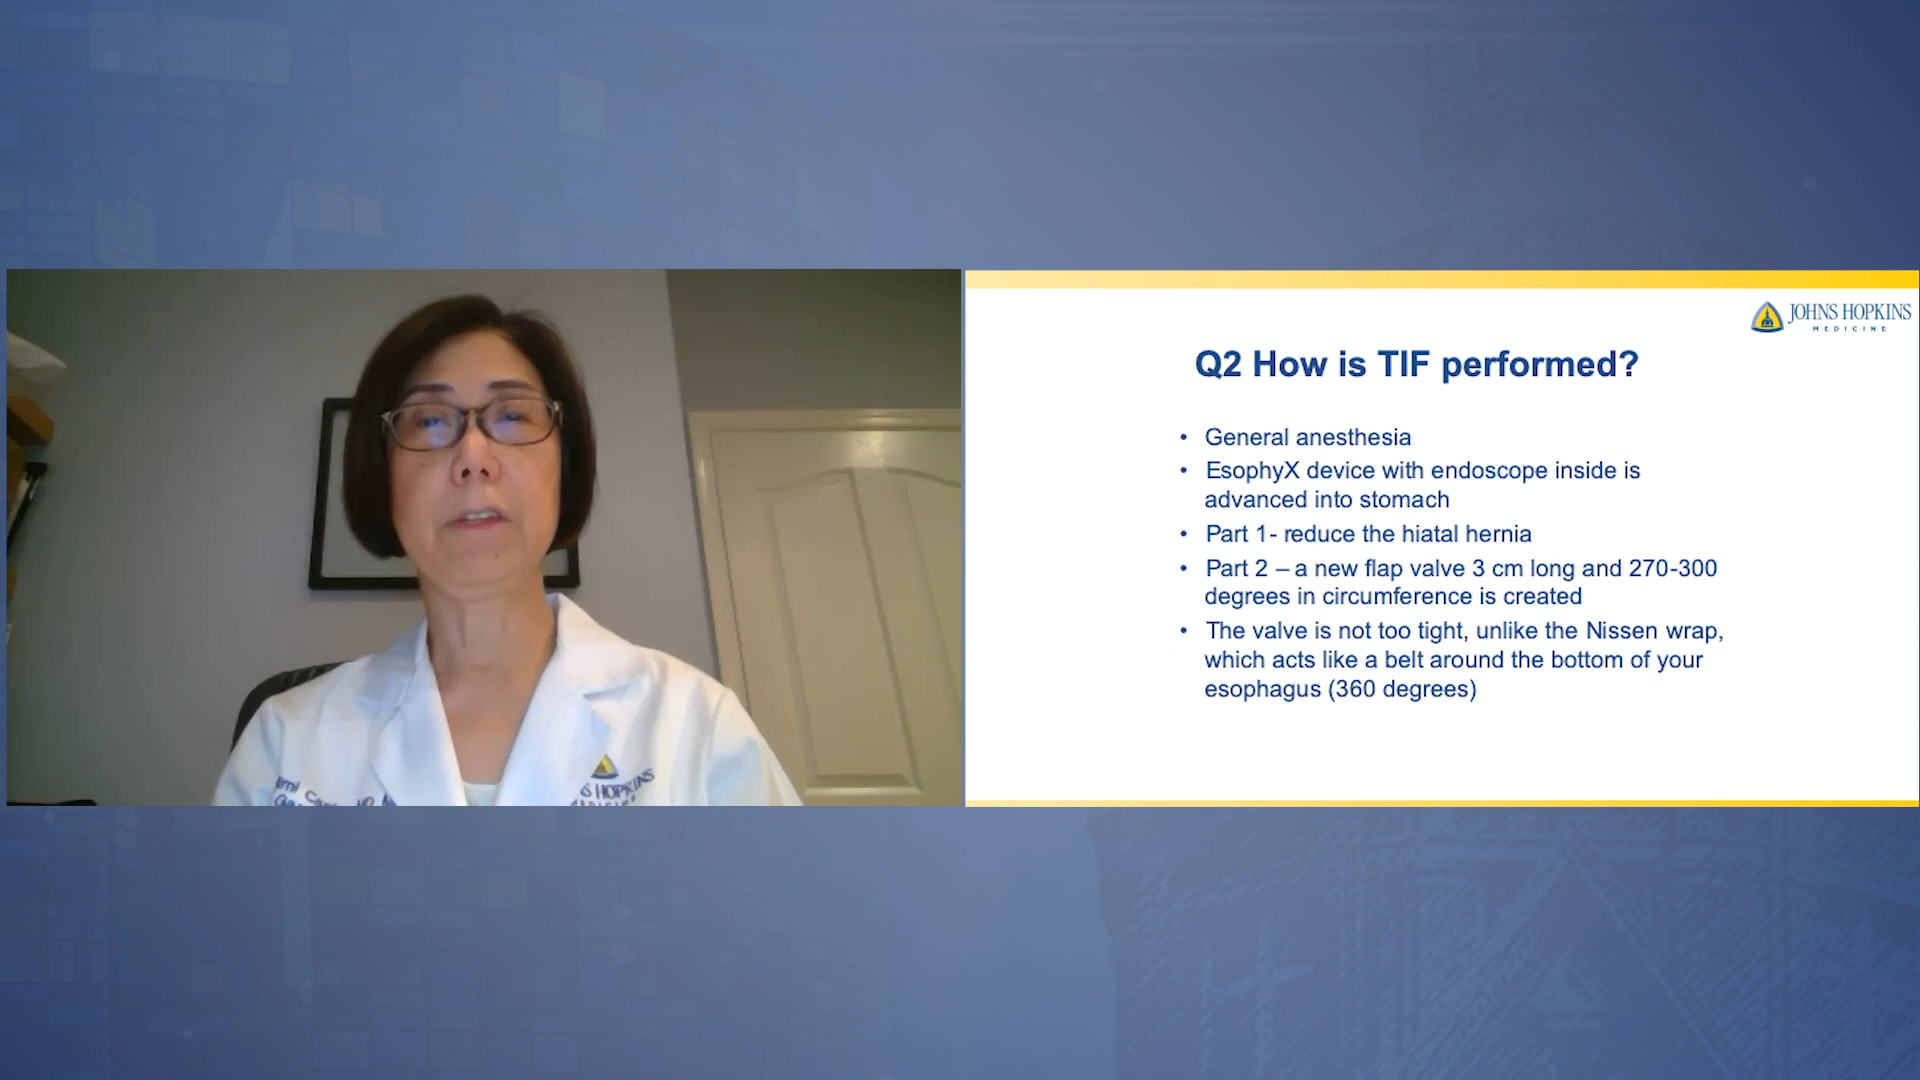 JOHNS HOPKINS
MEDICINE
Q2 How is TIF performed?
• General anesthesia
• EsophyX device with endoscope inside is
advanced into stomach
• Part 1- reduce the hiatal hernia
• Part 2 – a new flap valve 3 cm long and 270-300
degrees in circumference is created
• The valve is not too tight, unlike the Nissen wrap,
which acts like a belt around the bottom of your
esophagus (360 degrees)
HOPKINS